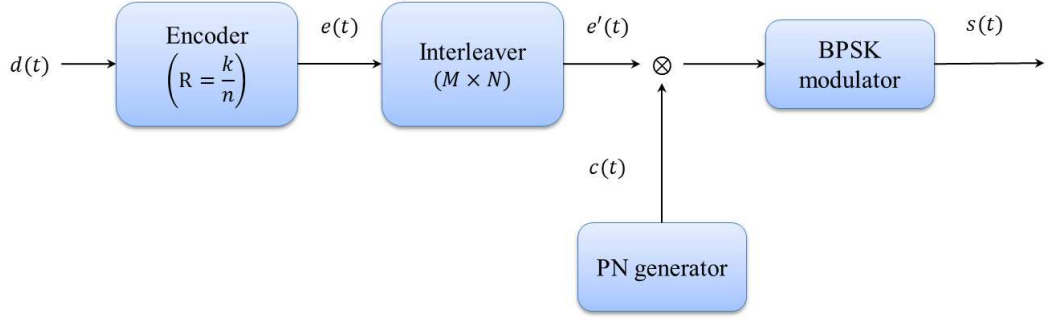 d(t)
Encoder
(R = k/n)
e(t)
Interleaver
(M × N)
e′(t)
⊗
BPSK
modulator
s(t)
c(t)
PN generator